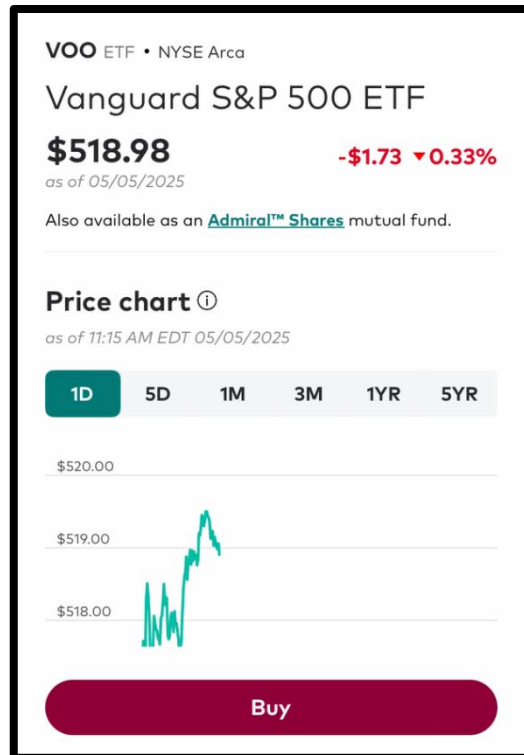 VOO ETF • NYSE Arca
Vanguard S&P 500 ETF
$518.98 -$1.73 ▼0.33%
as of 05/05/2025
Also available as an Admiral™ Shares mutual fund.
Price chart ⓘ
as of 11:15 AM EDT 05/05/2025
1D 5D 1M 3M 1YR 5YR
$520.00
$519.00
$518.00
Buy